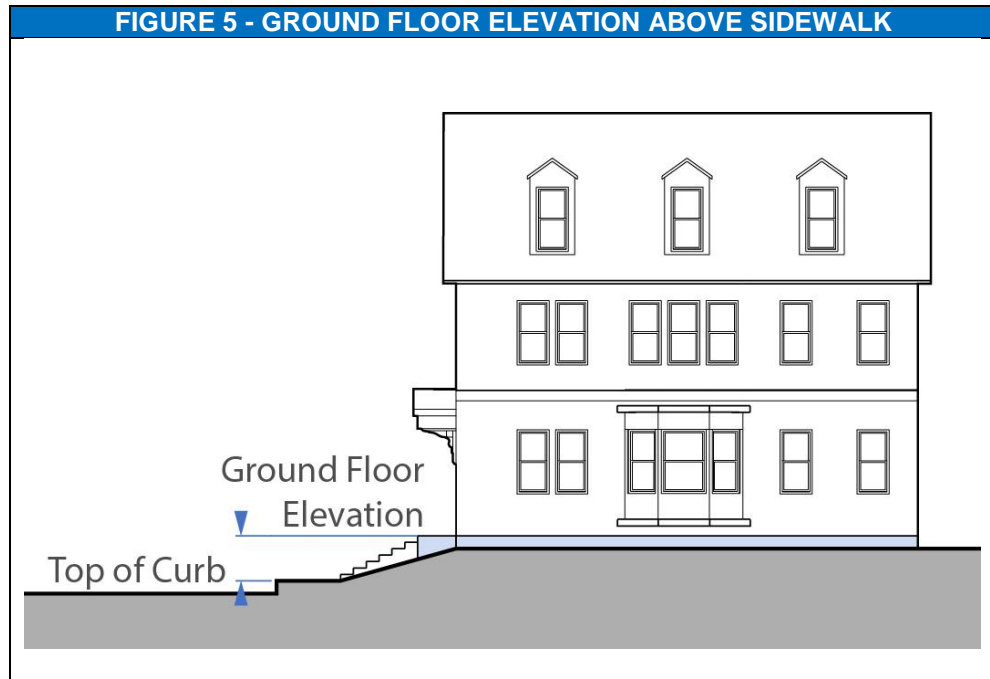 FIGURE 5 - GROUND FLOOR ELEVATION ABOVE SIDEWALK
Ground Floor
Elevation
Top of Curb